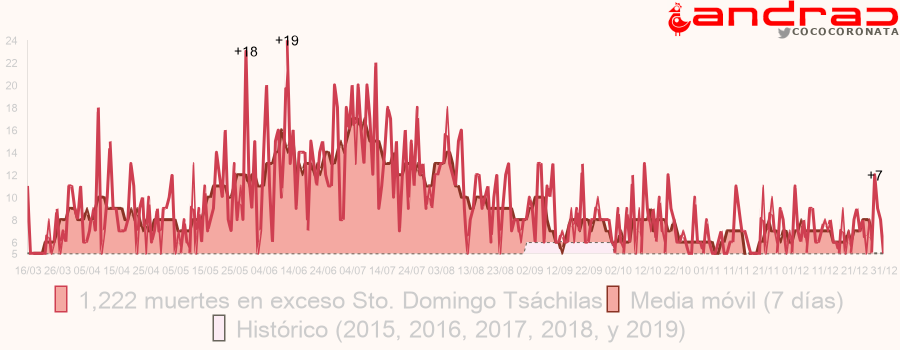 andrab
COCOCORONATA
24
22
20
18
16
14
12
10
8
6
5
+18
+19
+7
16/03 26/03 05/04 16/04 25/04 05/05 15/05 25/05 04/06 14/06 24/06 04/07 14/07 24/07 03/08 13/08 23/08 02/09 12/09 22/09 02/10 12/10 22/10 01/11 11/11 21/11 01/12 11/12 21/12 31/12
1,222 muertes en exceso Sto. Domingo Tsáchilas Media móvil (7 días)
Histórico (2015, 2016, 2017, 2018, y 2019)